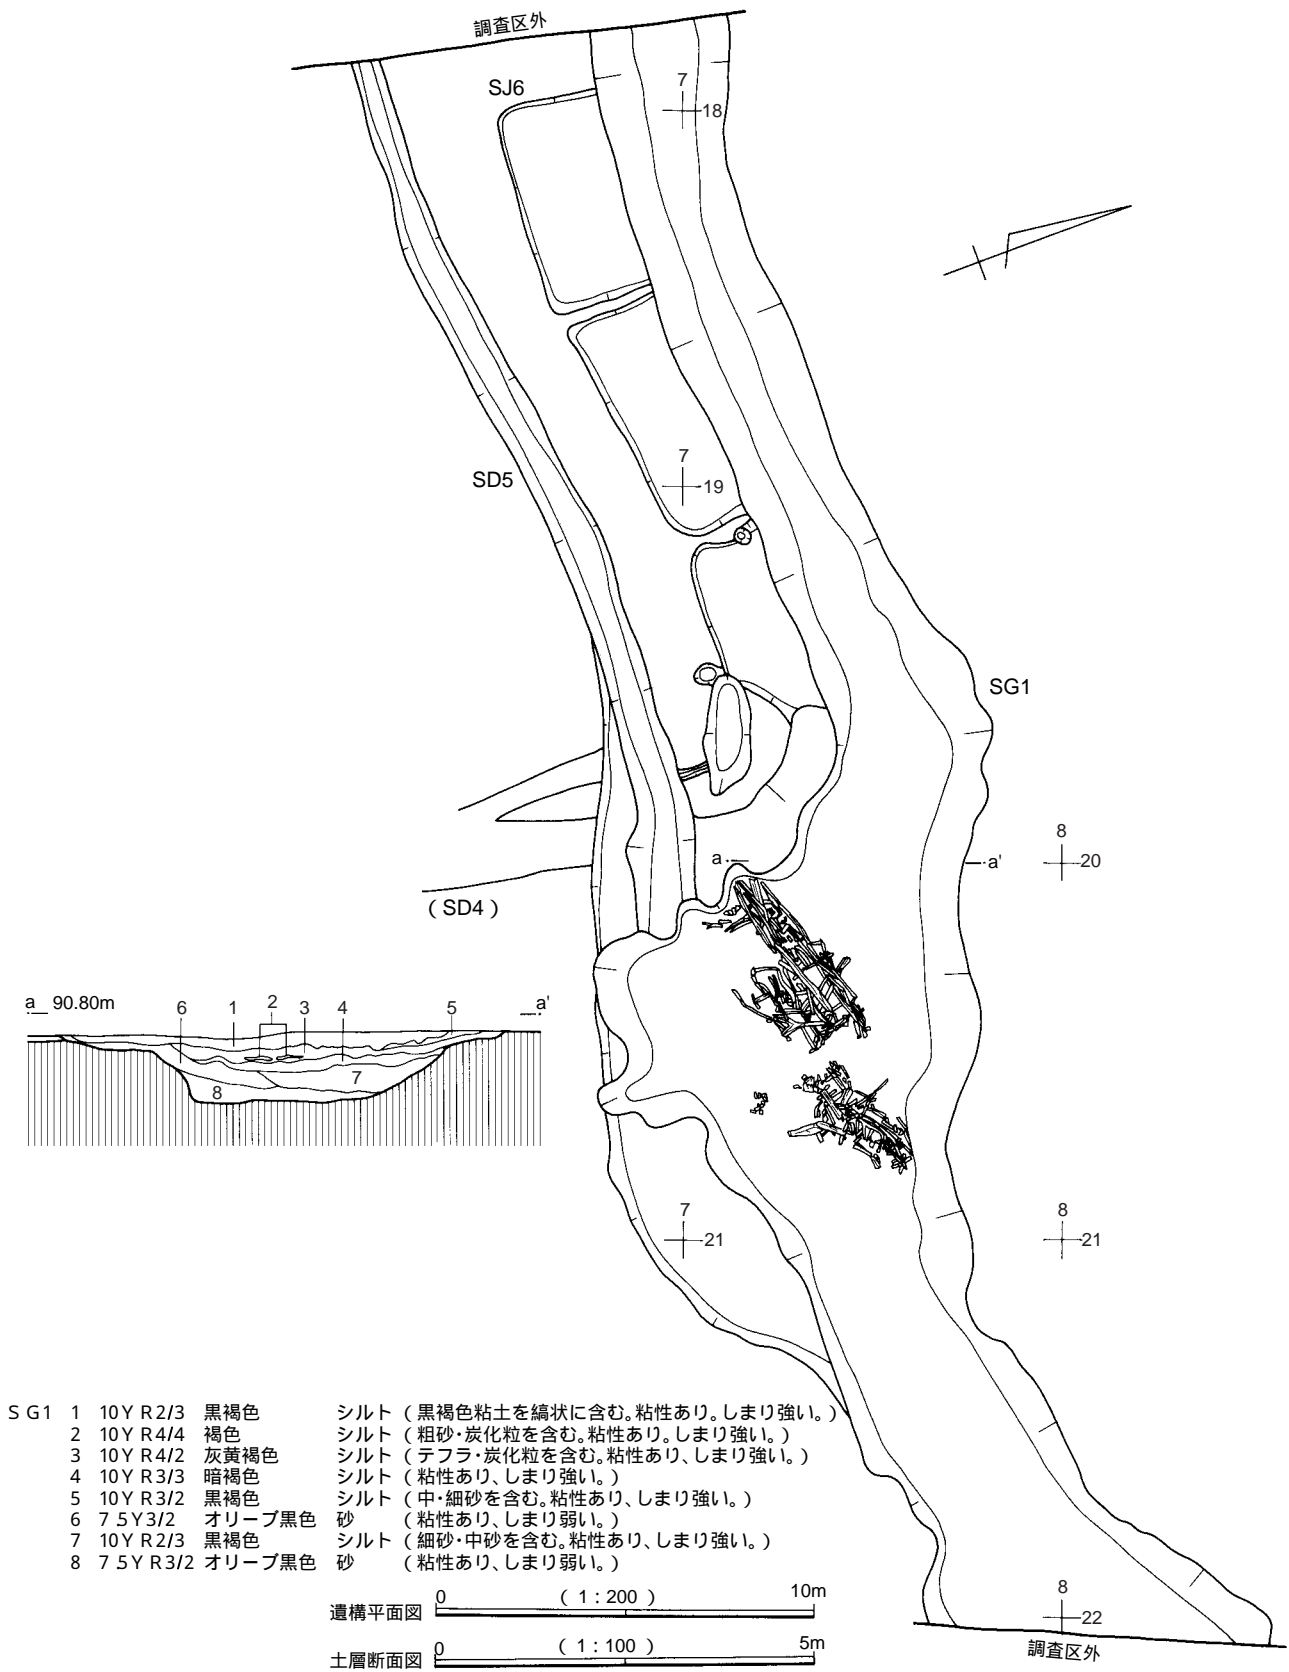 調査区外
SJ6
7
18
SD5
7
19
SG1
8
20
a
a'
(SD4)
a 90.80m
a'
6 1 2 3 4 5
7
8
7
21
8
21
SG1 1 10YR2/3 黒褐色 シルト(黒褐色粘土を縞状に含む。粘性あり。しまり強い。)
2 10YR4/4 褐色 シルト(粗砂・炭化粒を含む。粘性あり。しまり強い。)
3 10YR4/2 灰黄褐色 シルト(テフラ・炭化粒を含む。粘性あり、しまり強い。)
4 10YR3/3 暗褐色 シルト(粘性あり、しまり強い。)
5 10YR3/2 黒褐色 シルト(中・細砂を含む。粘性あり、しまり強い。)
6 7.5Y3/2 オリーブ黒色 砂(粘性あり、しまり弱い。)
7 10YR2/3 黒褐色 シルト(細砂・中砂を含む。粘性あり、しまり強い。)
8 7.5YR3/2 オリーブ黒色 砂(粘性あり、しまり弱い。)
遺構平面図 0 (1:200) 10m
土層断面図 0 (1:100) 5m
8
22
調査区外